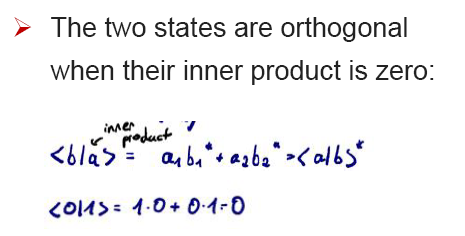 ➤ The two states are orthogonal
when their inner product is zero:
inner
product
<b|a> = a₁b₁* + a₂b₂* = <a|b>*
<0|1> = 1·0 + 0·1 = 0